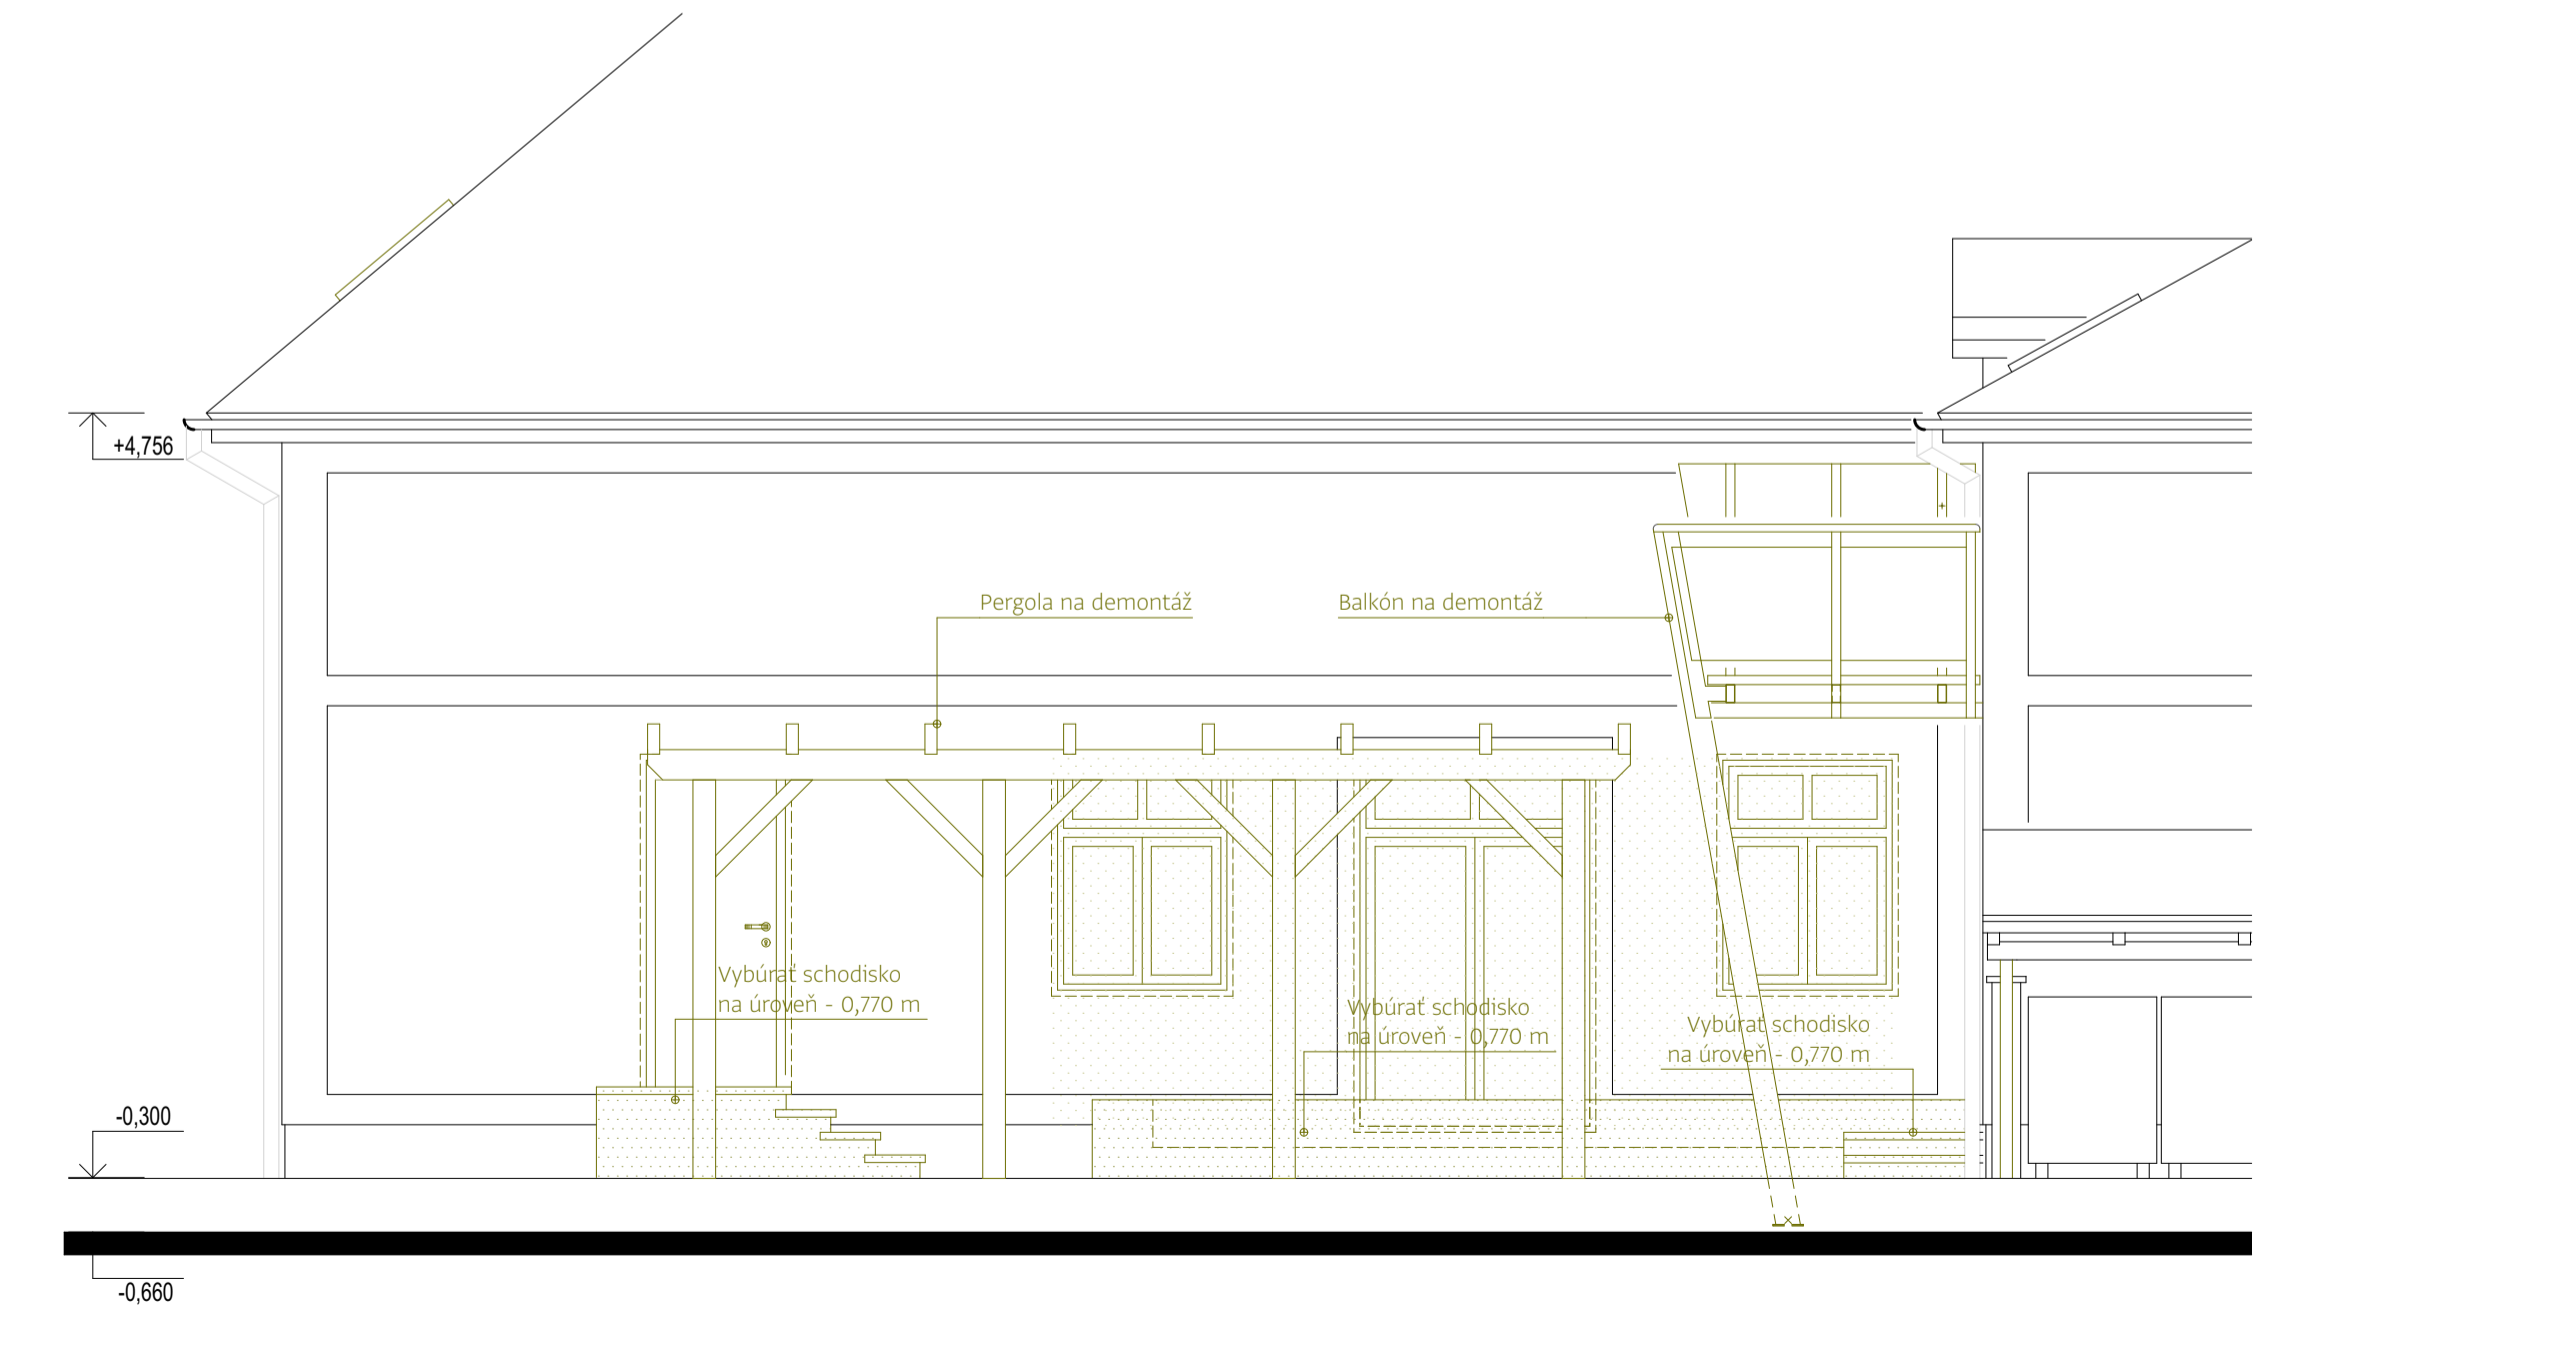 +4,756
Pergola na demontáž
Balkón na demontáž
Vybúrať schodisko
na úroveň - 0,770 m
Vybúrať schodisko
na úroveň - 0,770 m
Vybúrať schodisko
na úroveň - 0,770 m
-0,300
-0,660